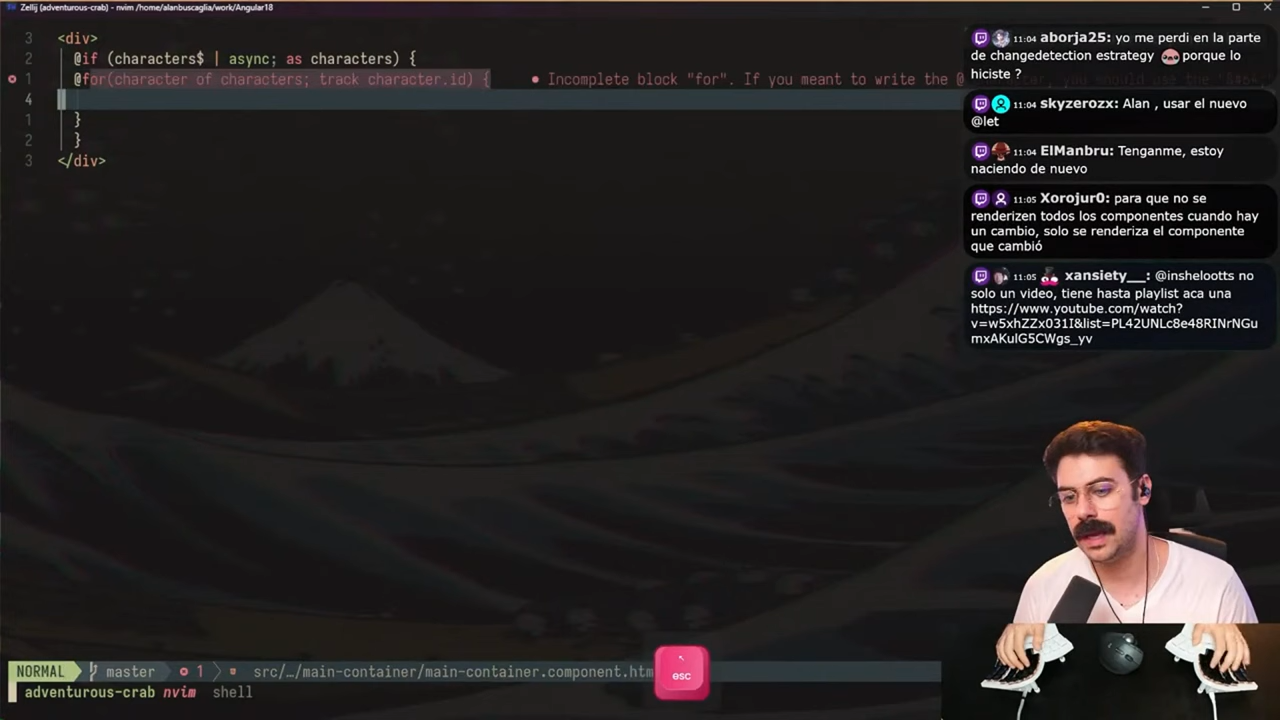 Zellij (adventurous-crab) - nvim /home/alanbuscaglia/work/Angular18
3 <div>
2 @if (characters$ | async; as characters) {
1 @for(character of characters; track character.id) { ● Incomplete block "for". If you meant to write the @
4
1 }
2 }
3 </div>
11:04 aborja25: yo me perdi en la parte
de changedetection estrategy porque lo
hiciste ?
11:04 skyzerozx: Alan , usar el nuevo
@let
11:04 ElManbru: Tenganme, estoy
naciendo de nuevo
11:05 Xorojur0: para que no se
renderizen todos los componentes cuando hay
un cambio, solo se renderiza el componente
que cambió
11:05 xansiety__: @inshelootts no
solo un video, tiene hasta playlist aca una
https://www.youtube.com/watch?
v=w5xhZZx031I&list=PL42UNLc8e48RINrNGu
mxAKulG5CWgs_yv
NORMAL master 1 src/…/main-container/main-container.component.htm
adventurous-crab nvim shell
esc